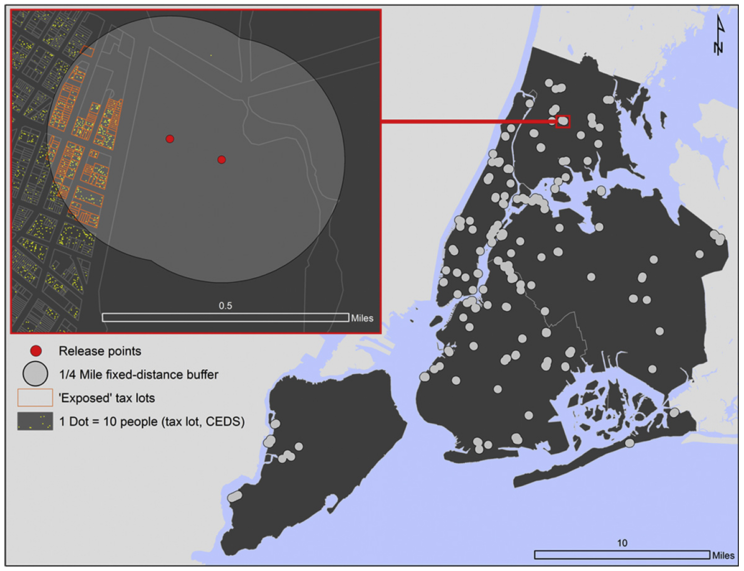 N
0.5
Miles
Release points
1/4 Mile fixed-distance buffer
'Exposed' tax lots
1 Dot = 10 people (tax lot, CEDS)
10
Miles